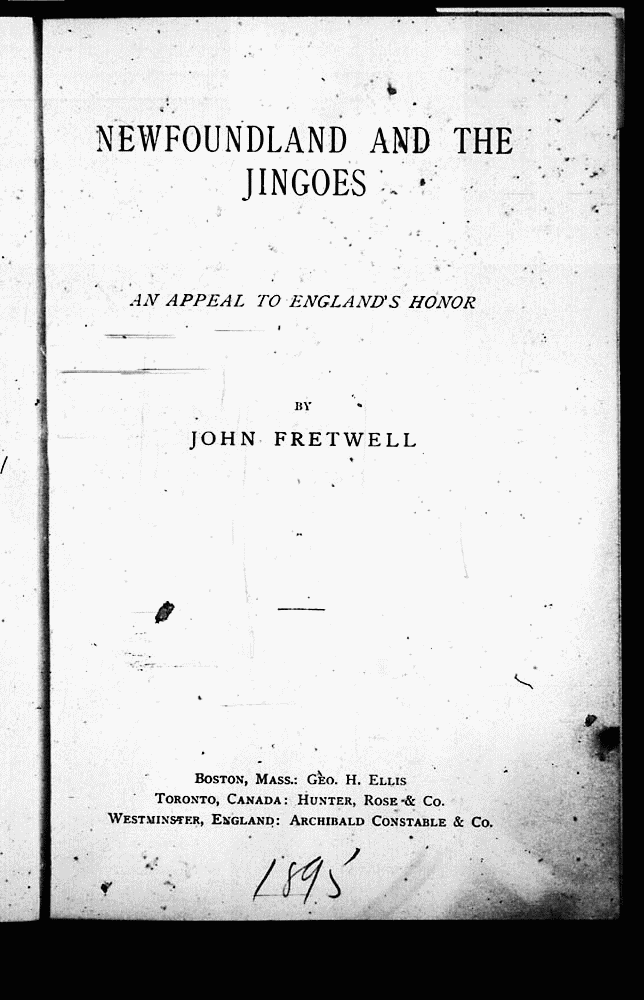 NEWFOUNDLAND AND THE
JINGOES
AN APPEAL TO ENGLAND'S HONOR
BY
JOHN FRETWELL
BOSTON, MASS.: GEO. H. ELLIS
TORONTO, CANADA: HUNTER, ROSE & CO.
WESTMINSTER, ENGLAND: ARCHIBALD CONSTABLE & CO.
1895